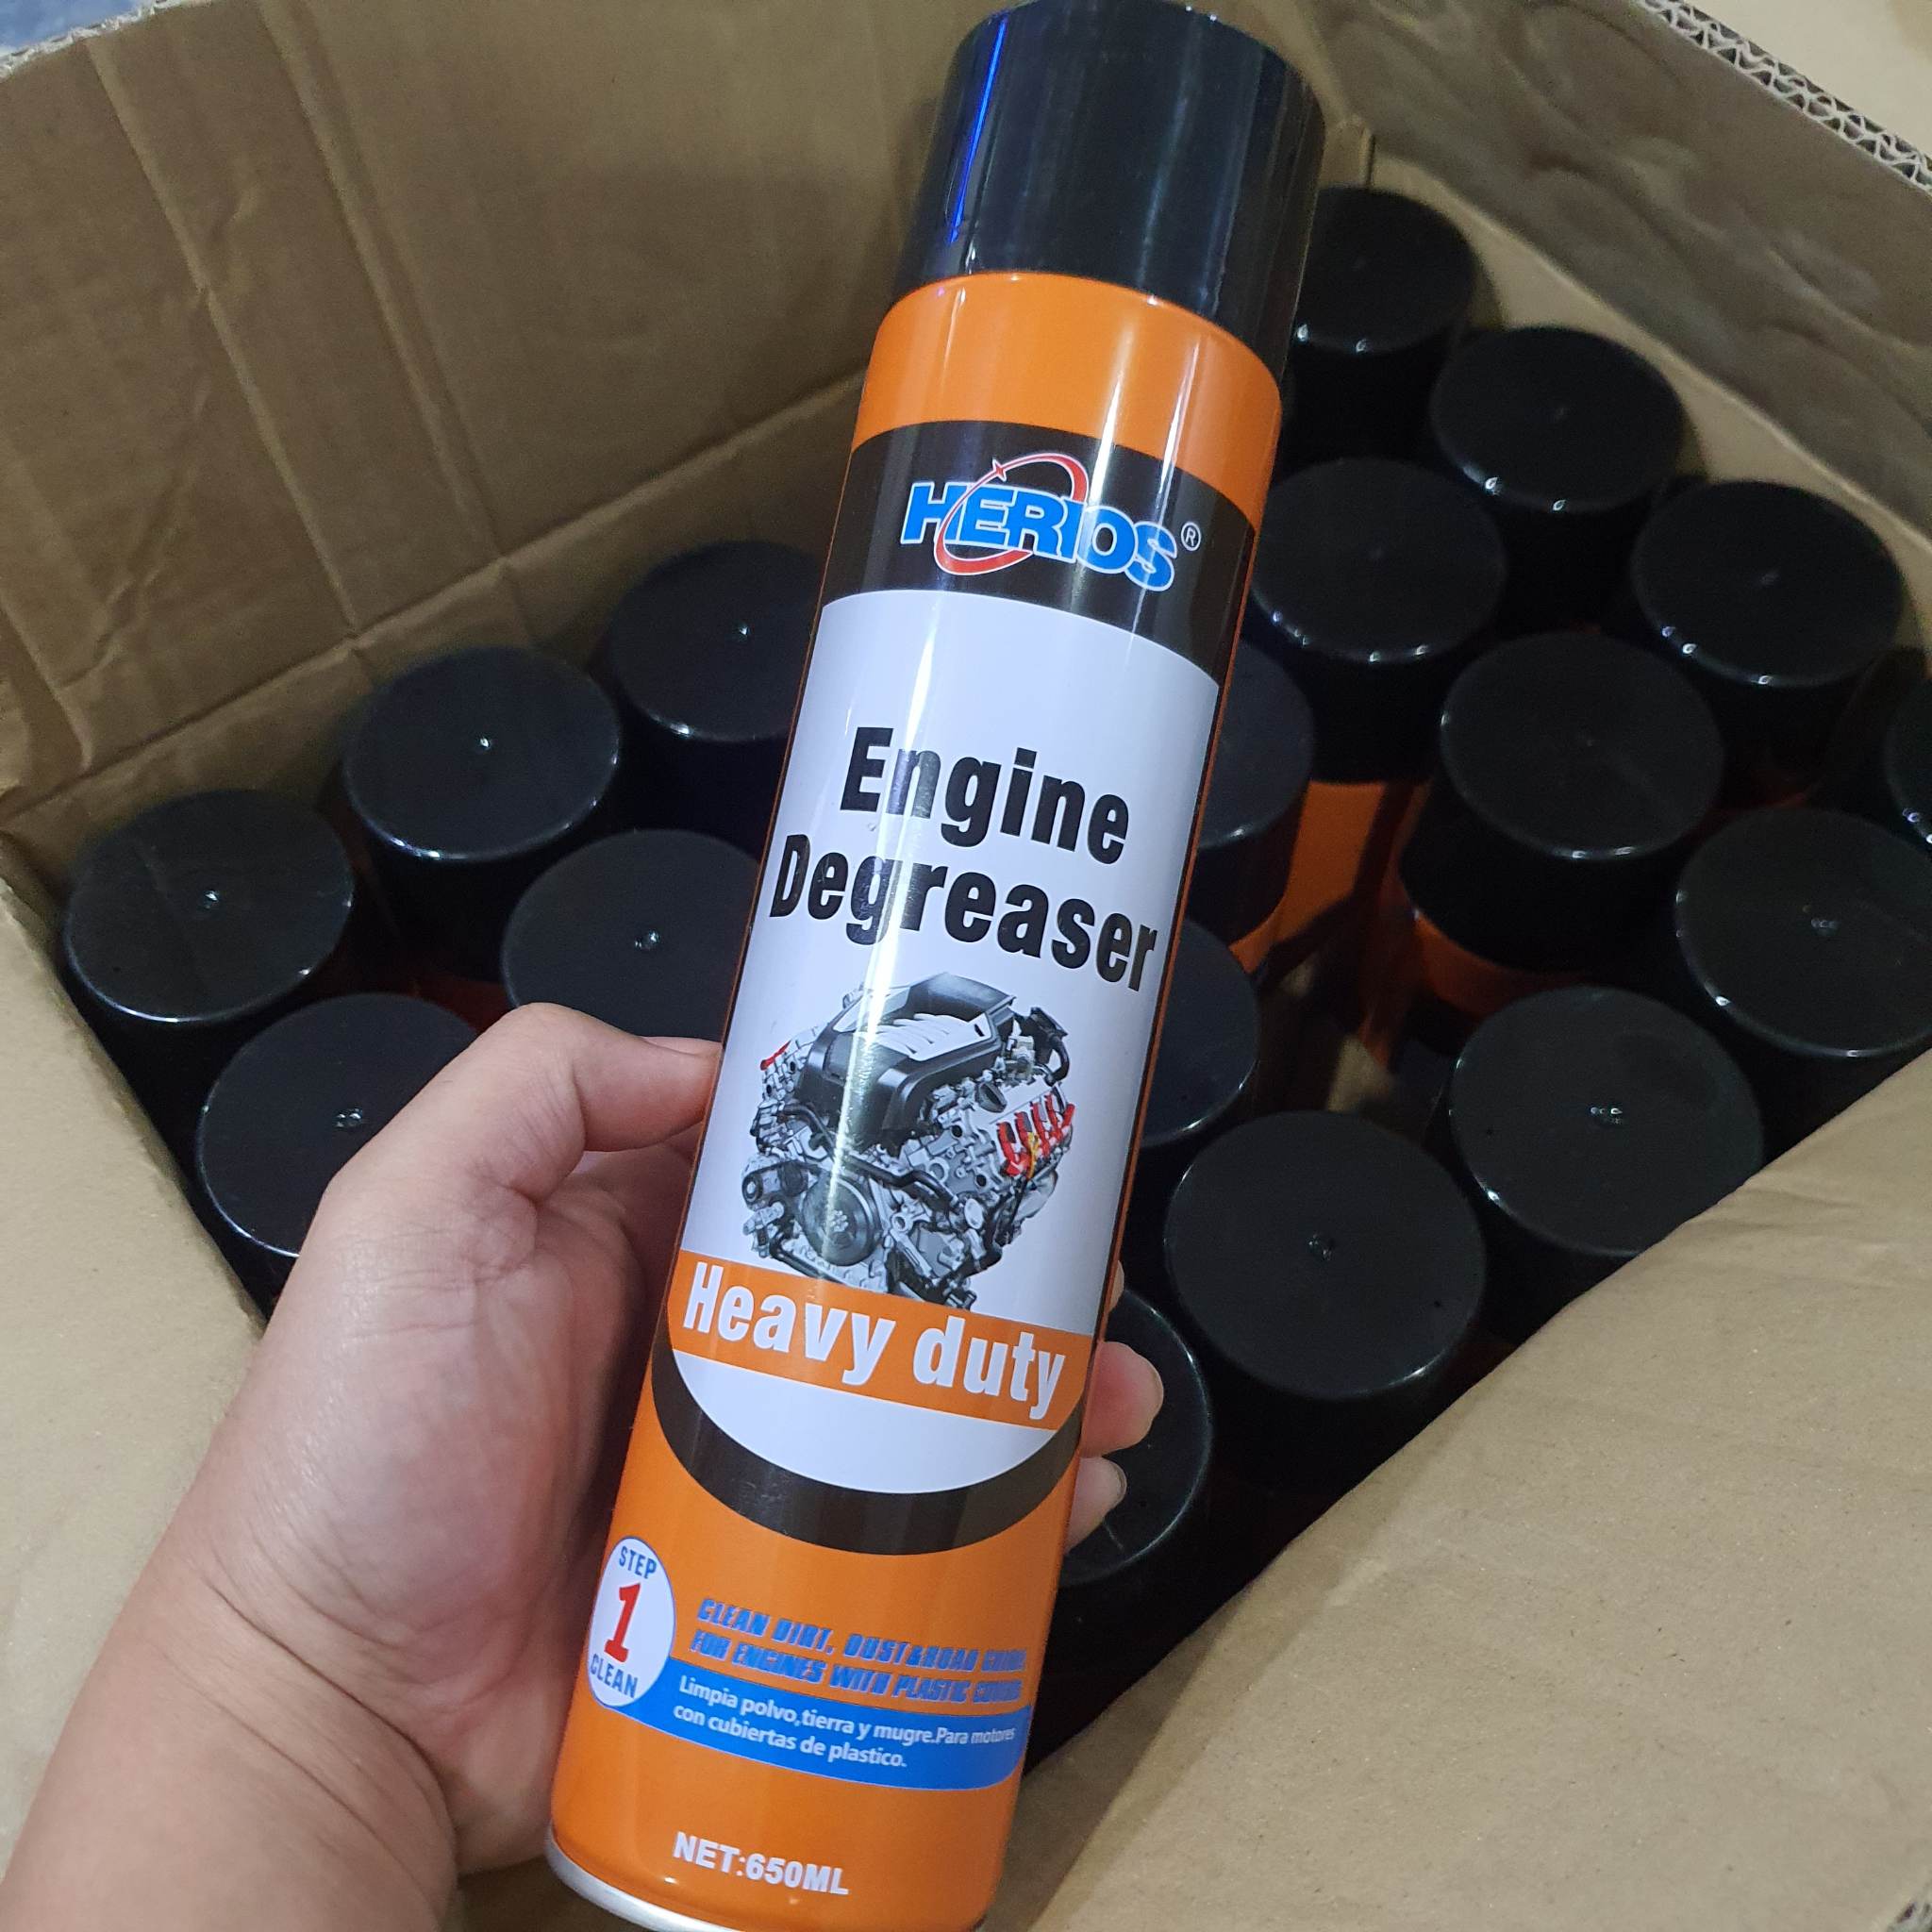 HERIOS®
Engine
Degreaser
Heavy duty
STEP
1
CLEAN
CLEAN DIRT, DUST&ROAD GRIME
FOR ENGINES WITH PLASTIC COVERS
Limpia polvo,tierra y mugre.Para motores
con cubiertas de plastico.
NET:650ML